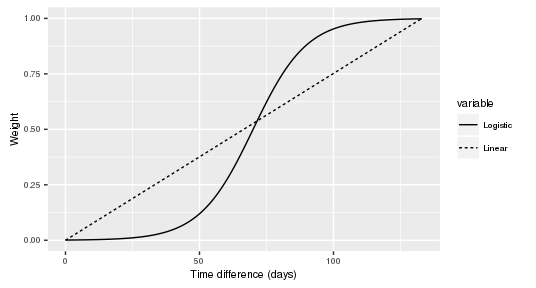 1.00
0.75
0.50
0.25
0.00
Weight
0 50 100
Time difference (days)
variable
Logistic
Linear